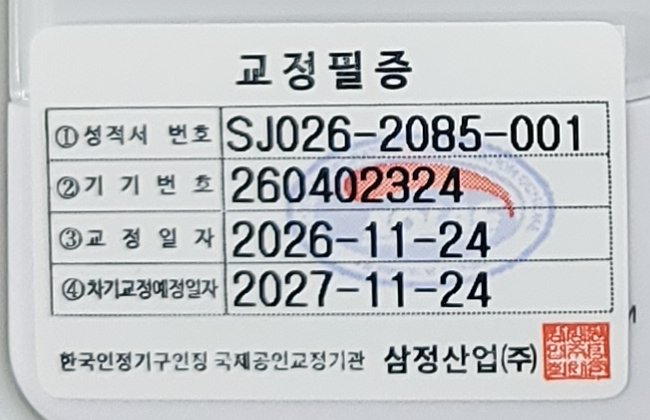 교정필증
①성적서 번호 SJ026-2085-001
②기 기 번 호 260402324
③교 정 일 자 2026-11-24
④차기교정예정일자 2027-11-24
한국인정기구인정 국제공인교정기관 삼정산업(주)